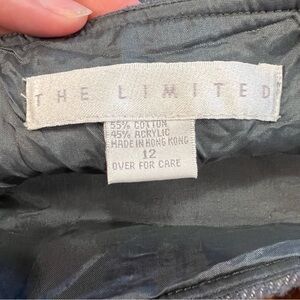 THE LIMITED
55% COTTON
45% ACRYLIC
MADE IN HONG KONG
12
OVER FOR CARE